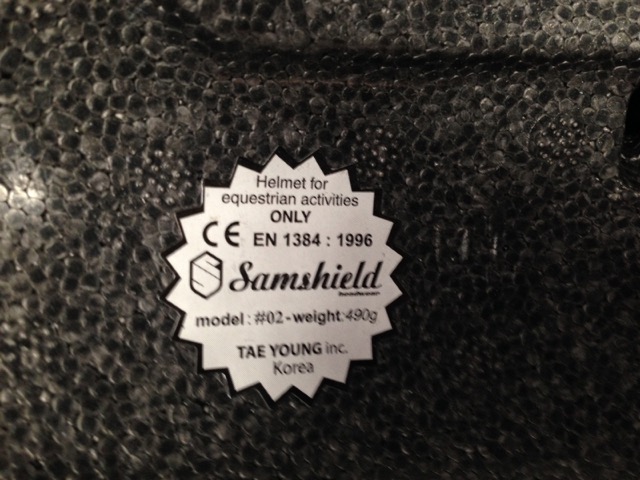 Helmet for
equestrian activities
ONLY
CE EN 1384 : 1996
Samshield
model : #02 - weight : 490g
TAE YOUNG inc.
Korea